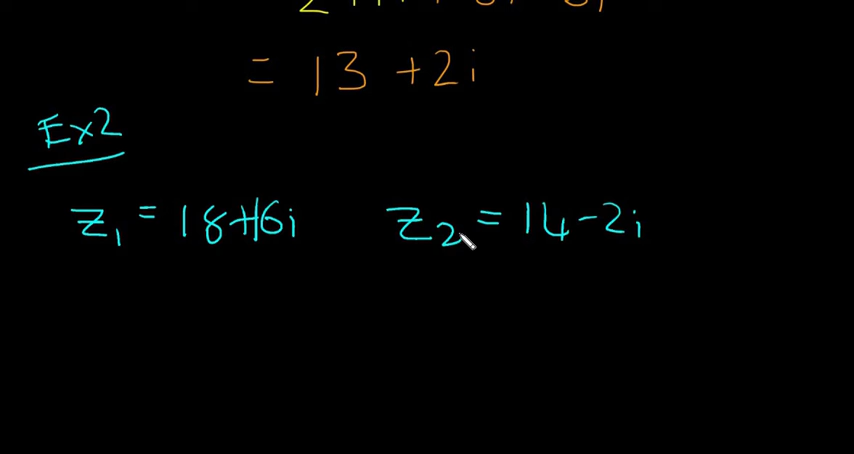 = 13 + 2i
Ex2
z₁ = 18+16i z₂ = 14-2i